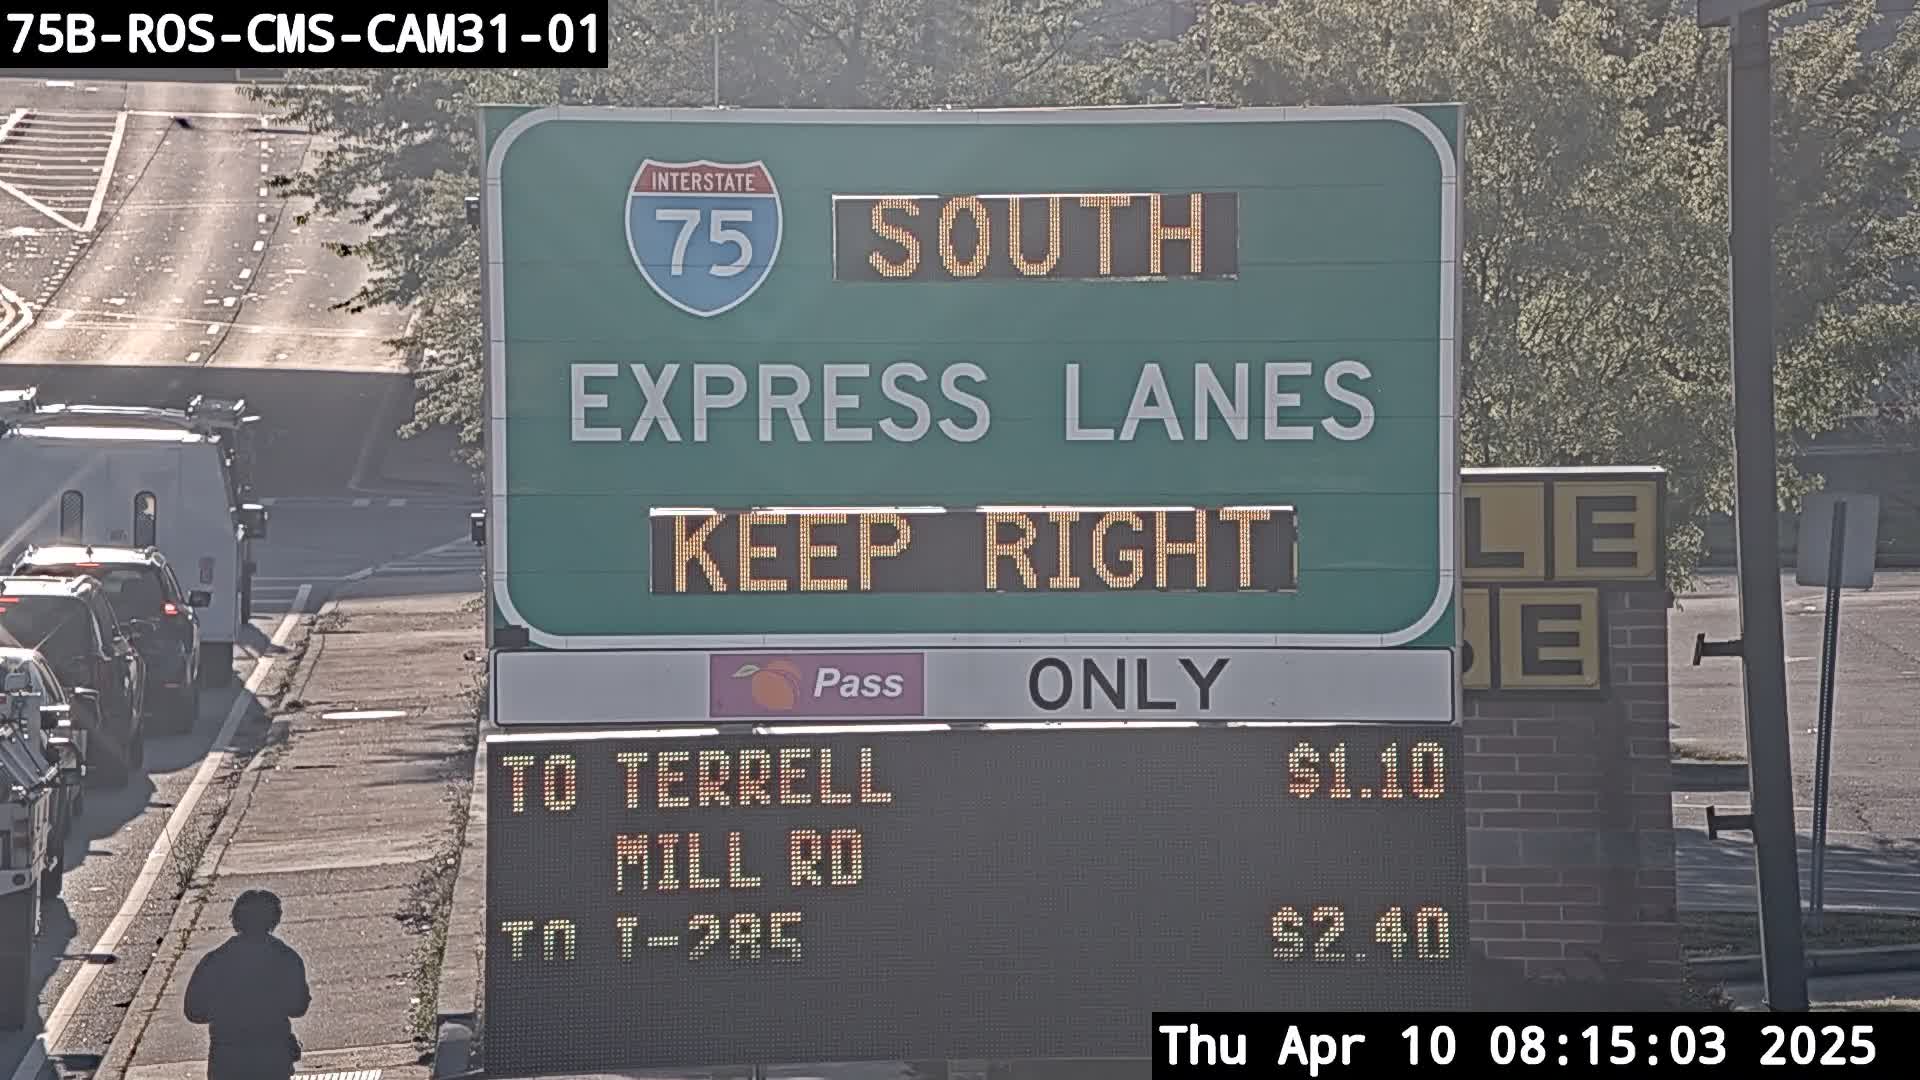 75B-ROS-CMS-CAM31-01
INTERSTATE
75
SOUTH
EXPRESS LANES
KEEP RIGHT
Pass ONLY
TO TERRELL $1.10
MILL RD
TO I-285 $2.40
LE
E
Thu Apr 10 08:15:03 2025